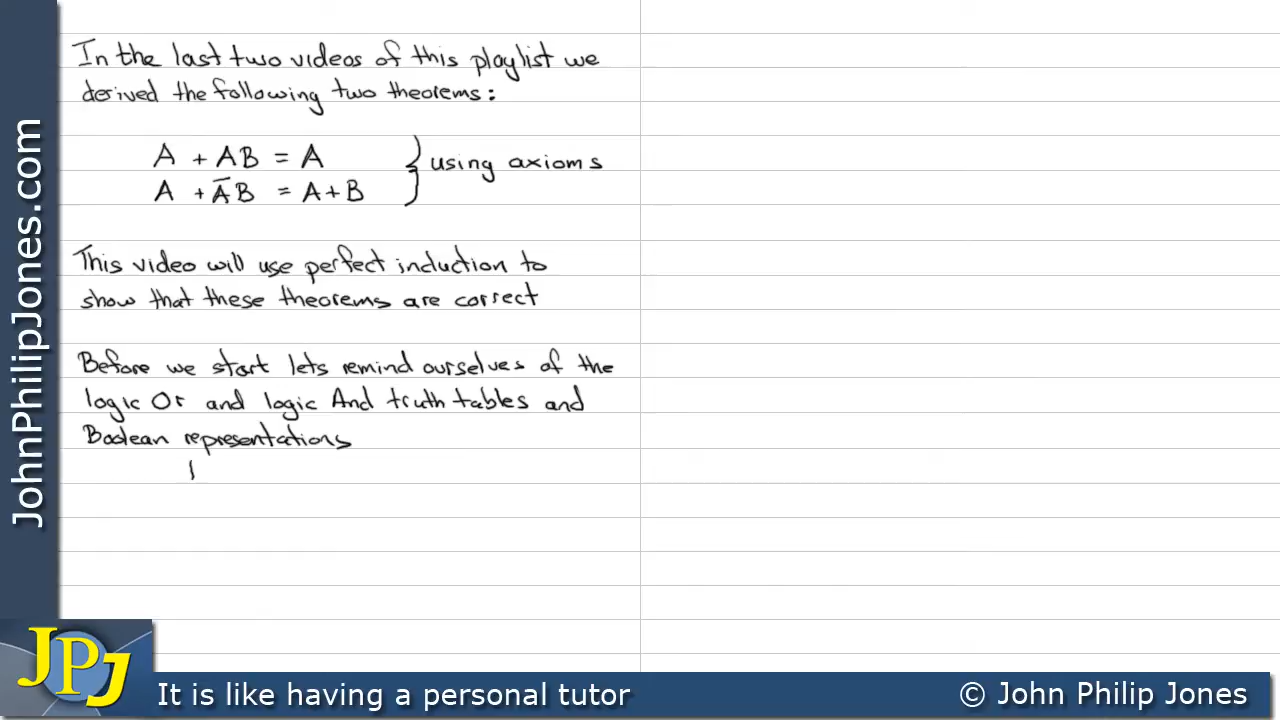 In the last two videos of this playlist we
derived the following two theorems:
A + AB = A
A + A̅B = A+B
} using axioms
This video will use perfect induction to
show that these theorems are correct
Before we start lets remind ourselves of the
logic Or and logic And truth tables and
Boolean representations
JohnPhilipJones.com
JPJ
It is like having a personal tutor
© John Philip Jones